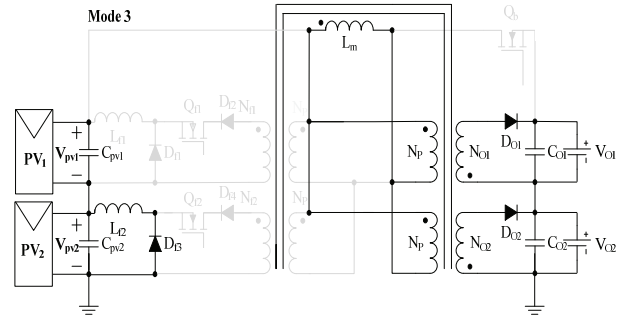 Mode 3
Qb
Lm
Qf1 Df2 Nf1
Lf1
PV1 + Vpv1 − Cpv1 Df1 NP NO1 DO1 CO1 + VO1
Qf2 Df4 Nf2 NP
Lf2
PV2 + Vpv2 − Cpv2 Df3 NP NO2 DO2 CO2 + VO2